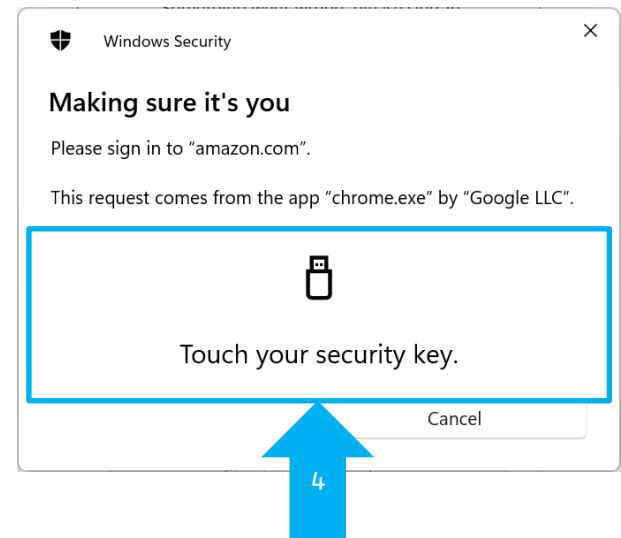 Windows Security
Making sure it's you
Please sign in to “amazon.com”.
This request comes from the app “chrome.exe” by “Google LLC”.
Touch your security key.
Cancel
4